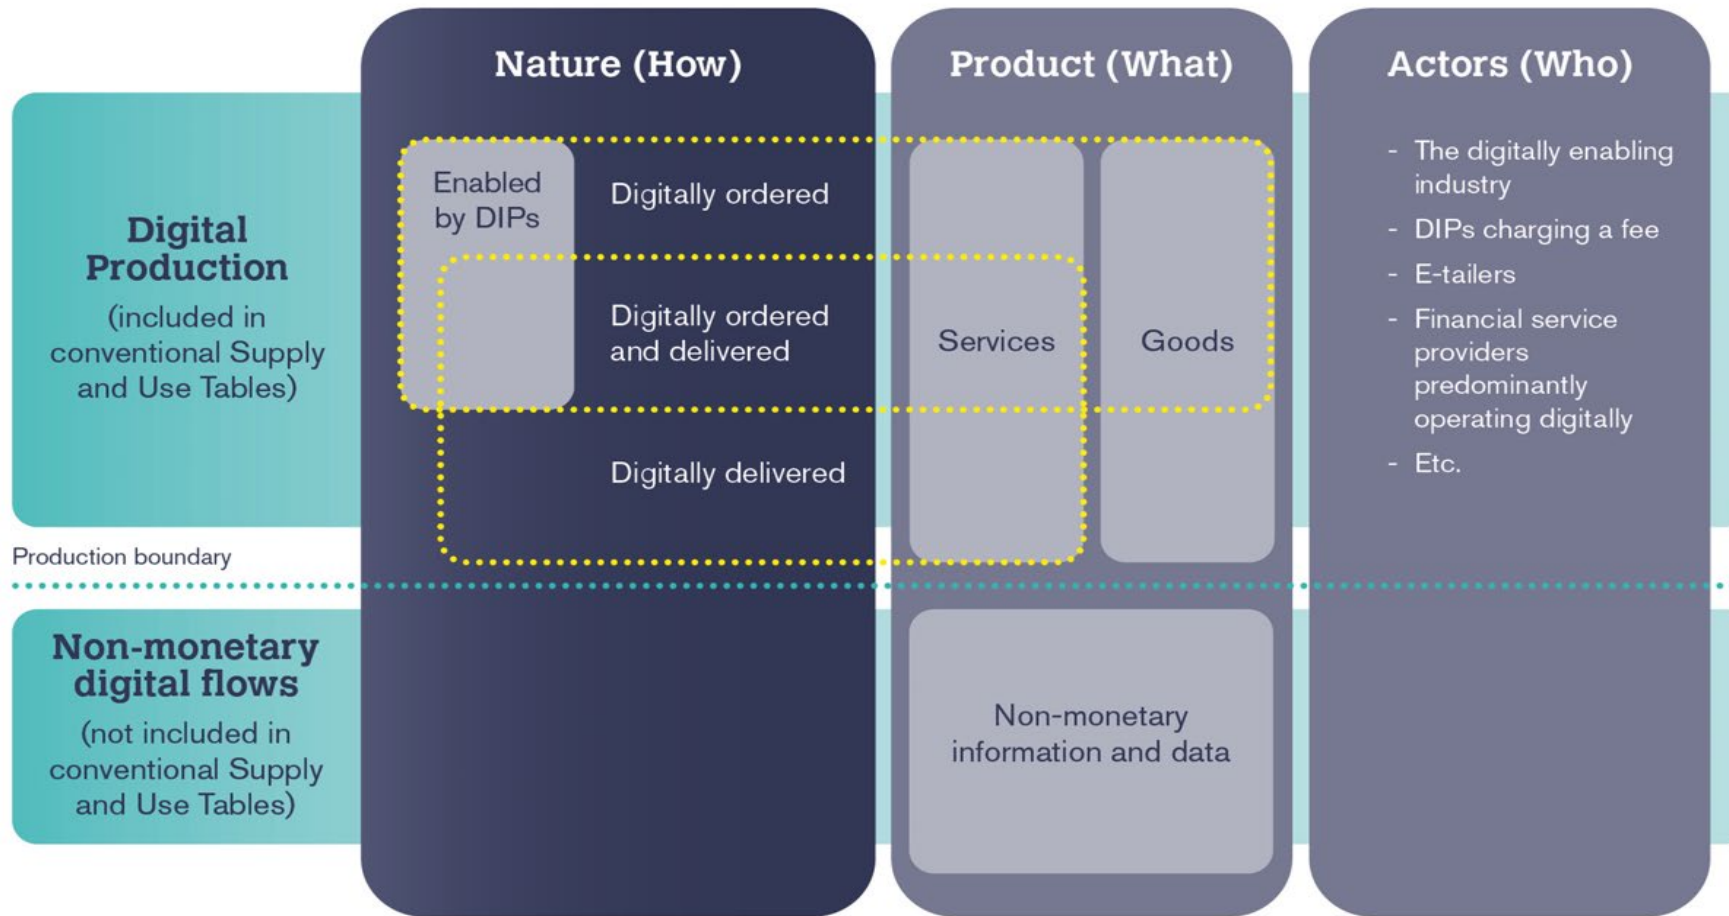 Nature (How)
Product (What)
Actors (Who)
Digital
Production
(included in
conventional Supply
and Use Tables)
Enabled
by DIPs
Digitally ordered
Digitally ordered
and delivered
Digitally delivered
Services
Goods
- The digitally enabling
industry
- DIPs charging a fee
- E-tailers
- Financial service
providers
predominantly
operating digitally
- Etc.
Production boundary
Non-monetary
digital flows
(not included in
conventional Supply
and Use Tables)
Non-monetary
information and data